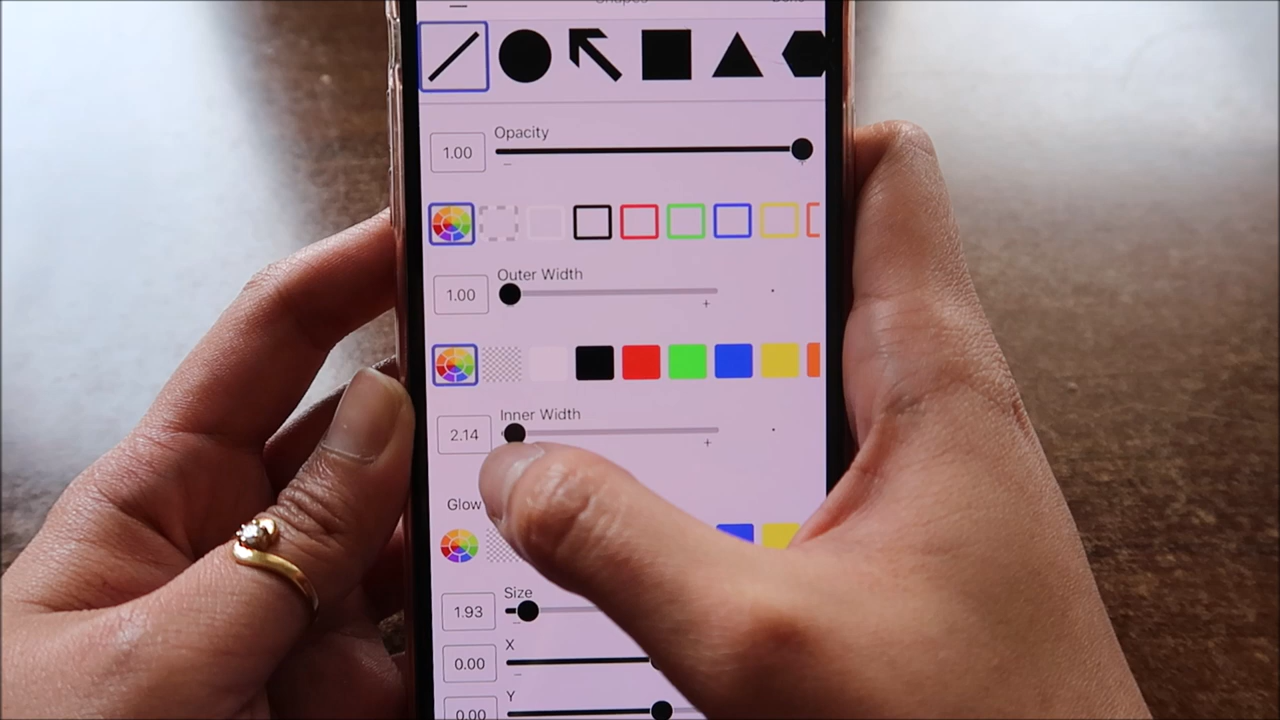 Shapes
Opacity
1.00
Outer Width
1.00
Inner Width
2.14
Glow
Size
1.93
X
0.00
Y
0.00